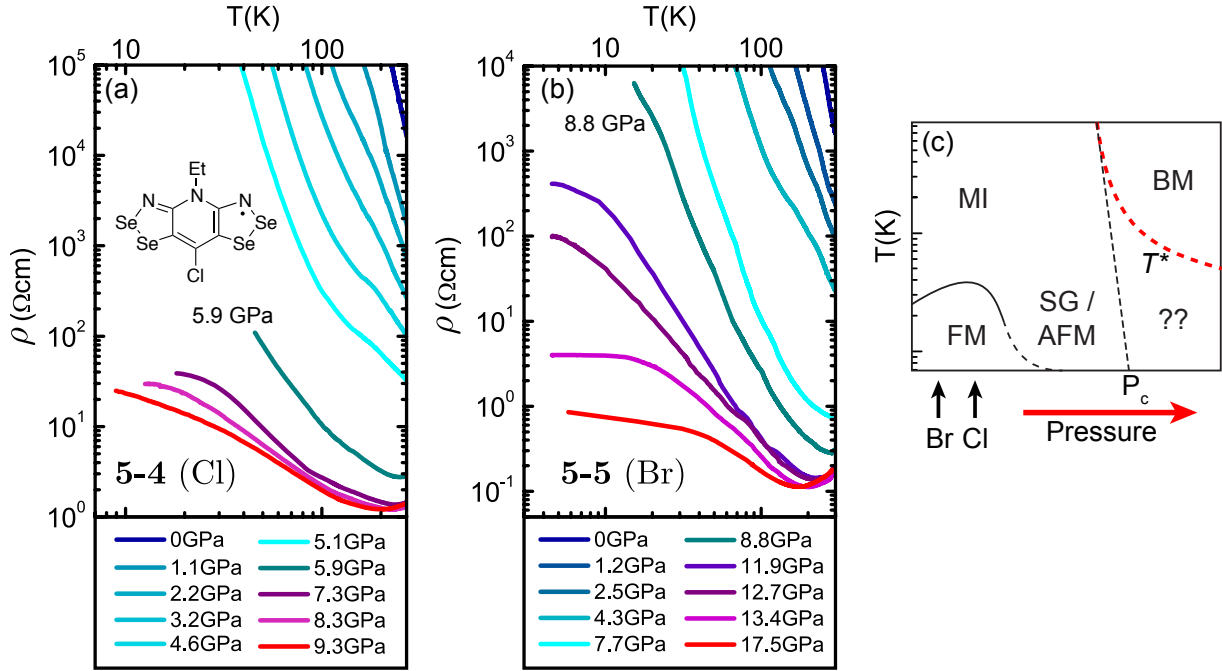 T(K)
10
100
(a)
10^5
10^4
10^3
10^2
10^1
10^0
ρ (Ωcm)
Et
N
N
N
Se
Se
Se
Se
Cl
5.9 GPa
5-4 (Cl)
0GPa
1.1GPa
2.2GPa
3.2GPa
4.6GPa
5.1GPa
5.9GPa
7.3GPa
8.3GPa
9.3GPa
T(K)
10
100
(b)
10^4
10^3
10^2
10^1
10^0
10^-1
ρ (Ωcm)
8.8 GPa
5-5 (Br)
0GPa
1.2GPa
2.5GPa
4.3GPa
7.7GPa
8.8GPa
11.9GPa
12.7GPa
13.4GPa
17.5GPa
(c)
T(K)
MI
BM
T*
SG /
AFM
FM
??
P_c
Br
Cl
Pressure